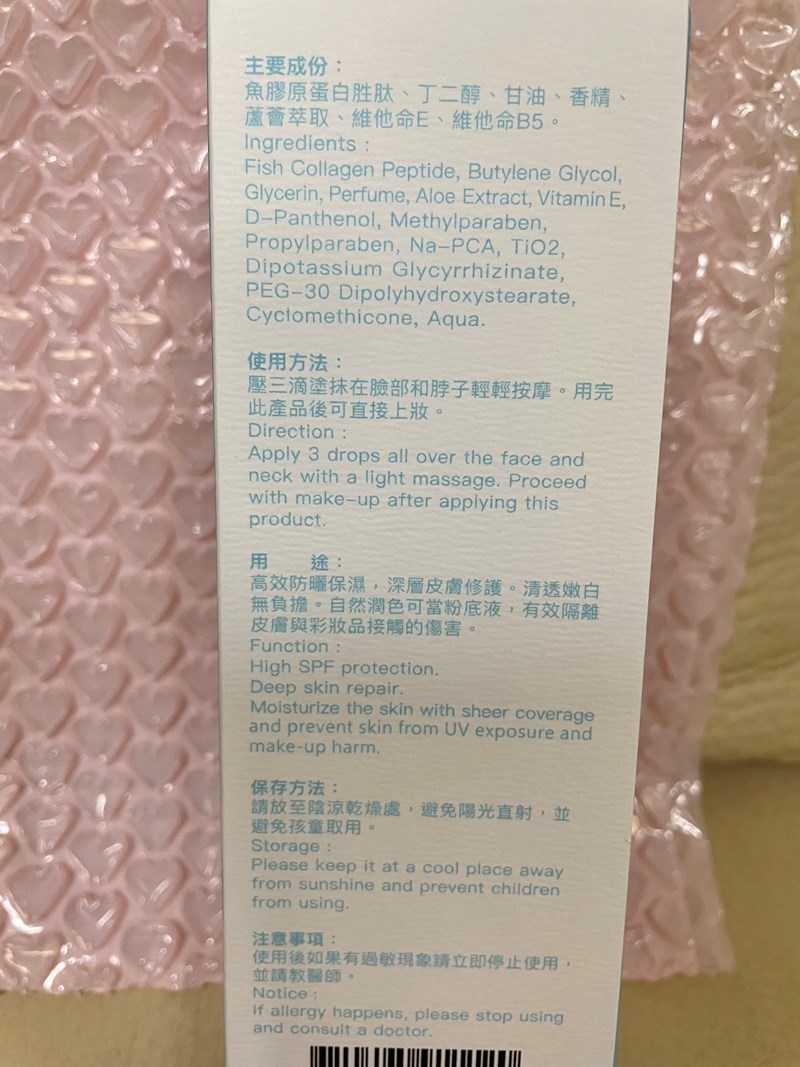 主要成份：
魚膠原蛋白胜肽、丁二醇、甘油、香精、
蘆薈萃取、維他命E、維他命B5。
Ingredients :
Fish Collagen Peptide, Butylene Glycol,
Glycerin, Perfume, Aloe Extract, Vitamin E,
D-Panthenol, Methylparaben,
Propylparaben, Na-PCA, TiO2,
Dipotassium Glycyrrhizinate,
PEG-30 Dipolyhydroxystearate,
Cyclomethicone, Aqua.
使用方法：
壓三滴塗抹在臉部和脖子輕輕按摩。用完
此產品後可直接上妝。
Direction :
Apply 3 drops all over the face and
neck with a light massage. Proceed
with make-up after applying this
product.
用　途：
高效防曬保濕，深層皮膚修護。清透嫩白
無負擔。自然潤色可當粉底液，有效隔離
皮膚與彩妝品接觸的傷害。
Function :
High SPF protection.
Deep skin repair.
Moisturize the skin with sheer coverage
and prevent skin from UV exposure and
make-up harm.
保存方法：
請放至陰涼乾燥處，避免陽光直射，並
避免孩童取用。
Storage :
Please keep it at a cool place away
from sunshine and prevent children
from using.
注意事項：
使用後如果有過敏現象請立即停止使用，
並請教醫師。
Notice :
If allergy happens, please stop using
and consult a doctor.